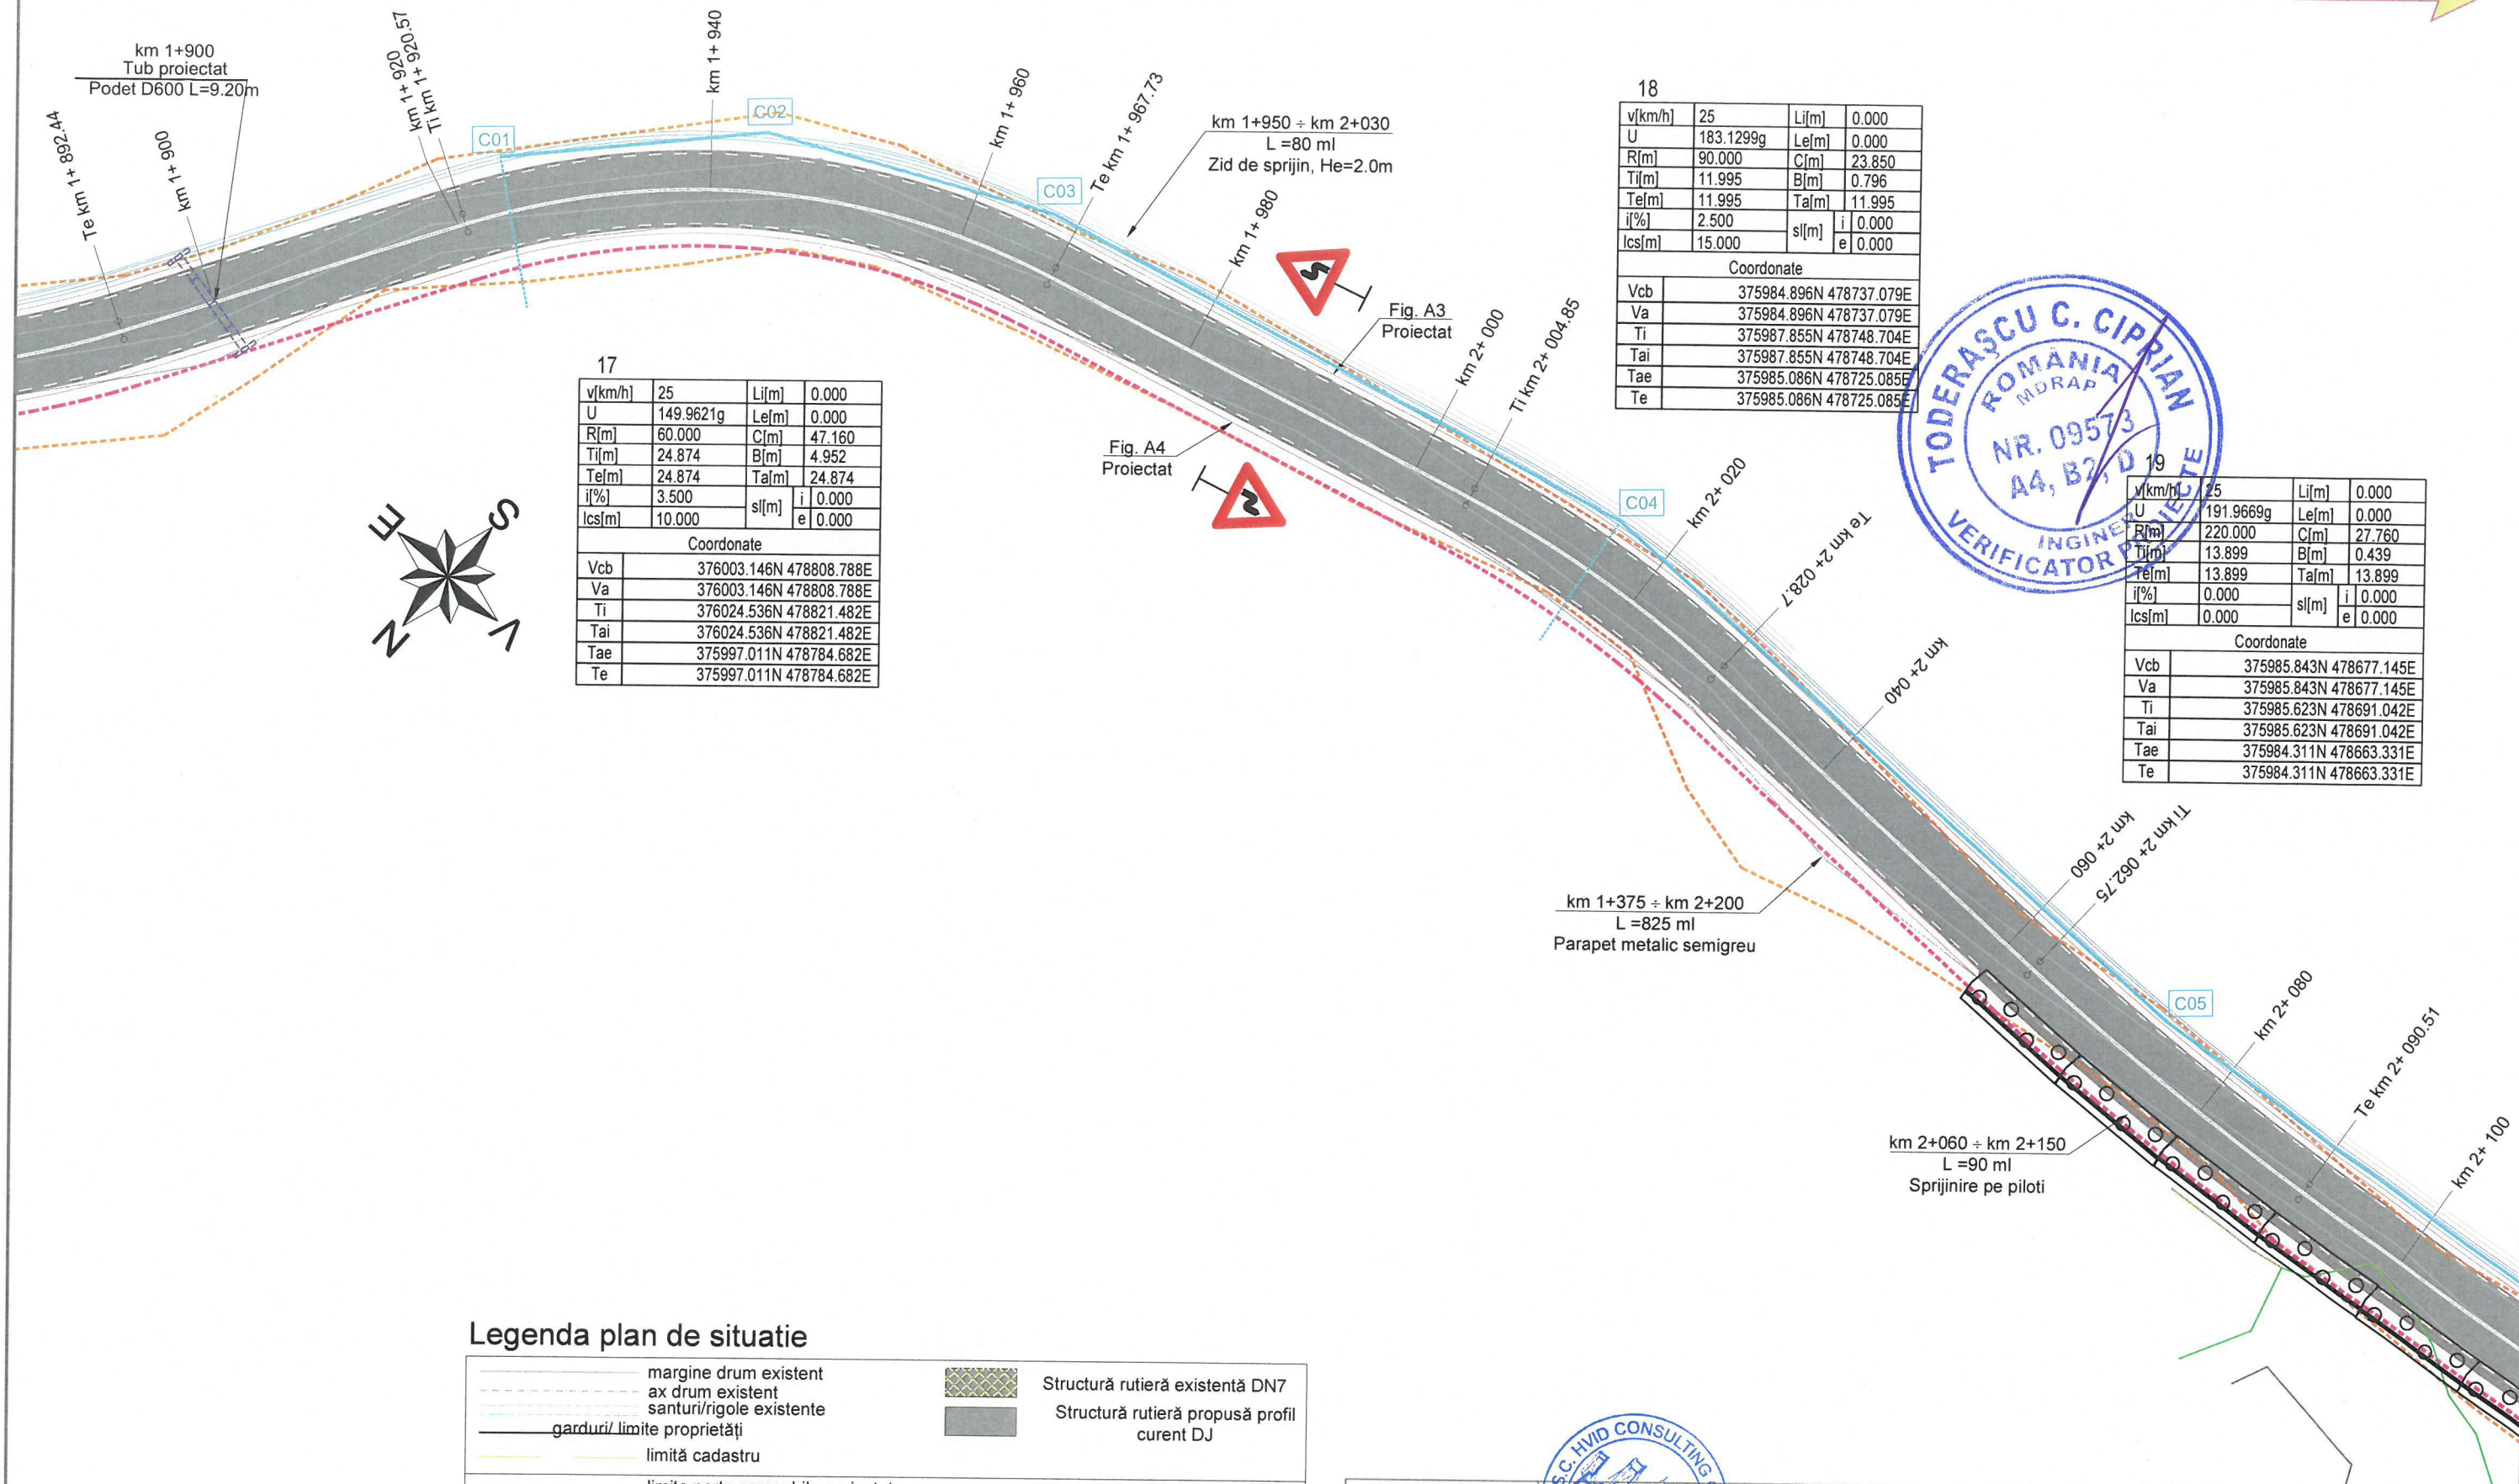 km 1+900
Tub proiectat
Podet D600 L=9.20m
Te km 1+ 892.44
km 1+ 900
km 1+ 920
Ti km 1+ 920.57
C01
km 1+ 940
C02
km 1+ 960
C03
Te km 1+ 967.73
km 1+950 ÷ km 2+030
L =80 ml
Zid de sprijin, He=2.0m
km 1+ 980
Fig. A3
Proiectat
km 2+ 000
Ti km 2+ 004.85
Fig. A4
Proiectat
C04
km 2+ 020
Te km 2+ 028.7
km 2+ 040
km 2+ 060
Ti km 2+ 062.75
C05
km 2+ 080
Te km 2+ 090.51
km 2+ 100
km 1+375 ÷ km 2+200
L =825 ml
Parapet metalic semigreu
km 2+060 ÷ km 2+150
L =90 ml
Sprijinire pe piloti
17
v[km/h] 25 Li[m] 0.000
U 149.9621g Le[m] 0.000
R[m] 60.000 C[m] 47.160
Ti[m] 24.874 B[m] 4.952
Te[m] 24.874 Ta[m] 24.874
i[%] 3.500 sl[m] i 0.000
lcs[m] 10.000 e 0.000
Coordonate
Vcb 376003.146N 478808.788E
Va 376003.146N 478808.788E
Ti 376024.536N 478821.482E
Tai 376024.536N 478821.482E
Tae 375997.011N 478784.682E
Te 375997.011N 478784.682E
18
v[km/h] 25 Li[m] 0.000
U 183.1299g Le[m] 0.000
R[m] 90.000 C[m] 23.850
Ti[m] 11.995 B[m] 0.796
Te[m] 11.995 Ta[m] 11.995
i[%] 2.500 sl[m] i 0.000
lcs[m] 15.000 e 0.000
Coordonate
Vcb 375984.896N 478737.079E
Va 375984.896N 478737.079E
Ti 375987.855N 478748.704E
Tai 375987.855N 478748.704E
Tae 375985.086N 478725.085E
Te 375985.086N 478725.085E
TODERAȘCU C. CIPRIAN
ROMÂNIA
MDRAP
NR. 09573
A4, B2, D
INGINER
VERIFICATOR PROIECTE
19
v[km/h] 25 Li[m] 0.000
U 191.9669g Le[m] 0.000
R[m] 220.000 C[m] 27.760
Ti[m] 13.899 B[m] 0.439
Te[m] 13.899 Ta[m] 13.899
i[%] 0.000 sl[m] i 0.000
lcs[m] 0.000 e 0.000
Coordonate
Vcb 375985.843N 478677.145E
Va 375985.843N 478677.145E
Ti 375985.623N 478691.042E
Tai 375985.623N 478691.042E
Tae 375984.311N 478663.331E
Te 375984.311N 478663.331E
E
S
N
V
Legenda plan de situatie
margine drum existent
ax drum existent
santuri/rigole existente
garduri/ limite proprietăți
limită cadastru
Structură rutieră existentă DN7
Structură rutieră propusă profil
curent DJ
S.C. HVID CONSULTING